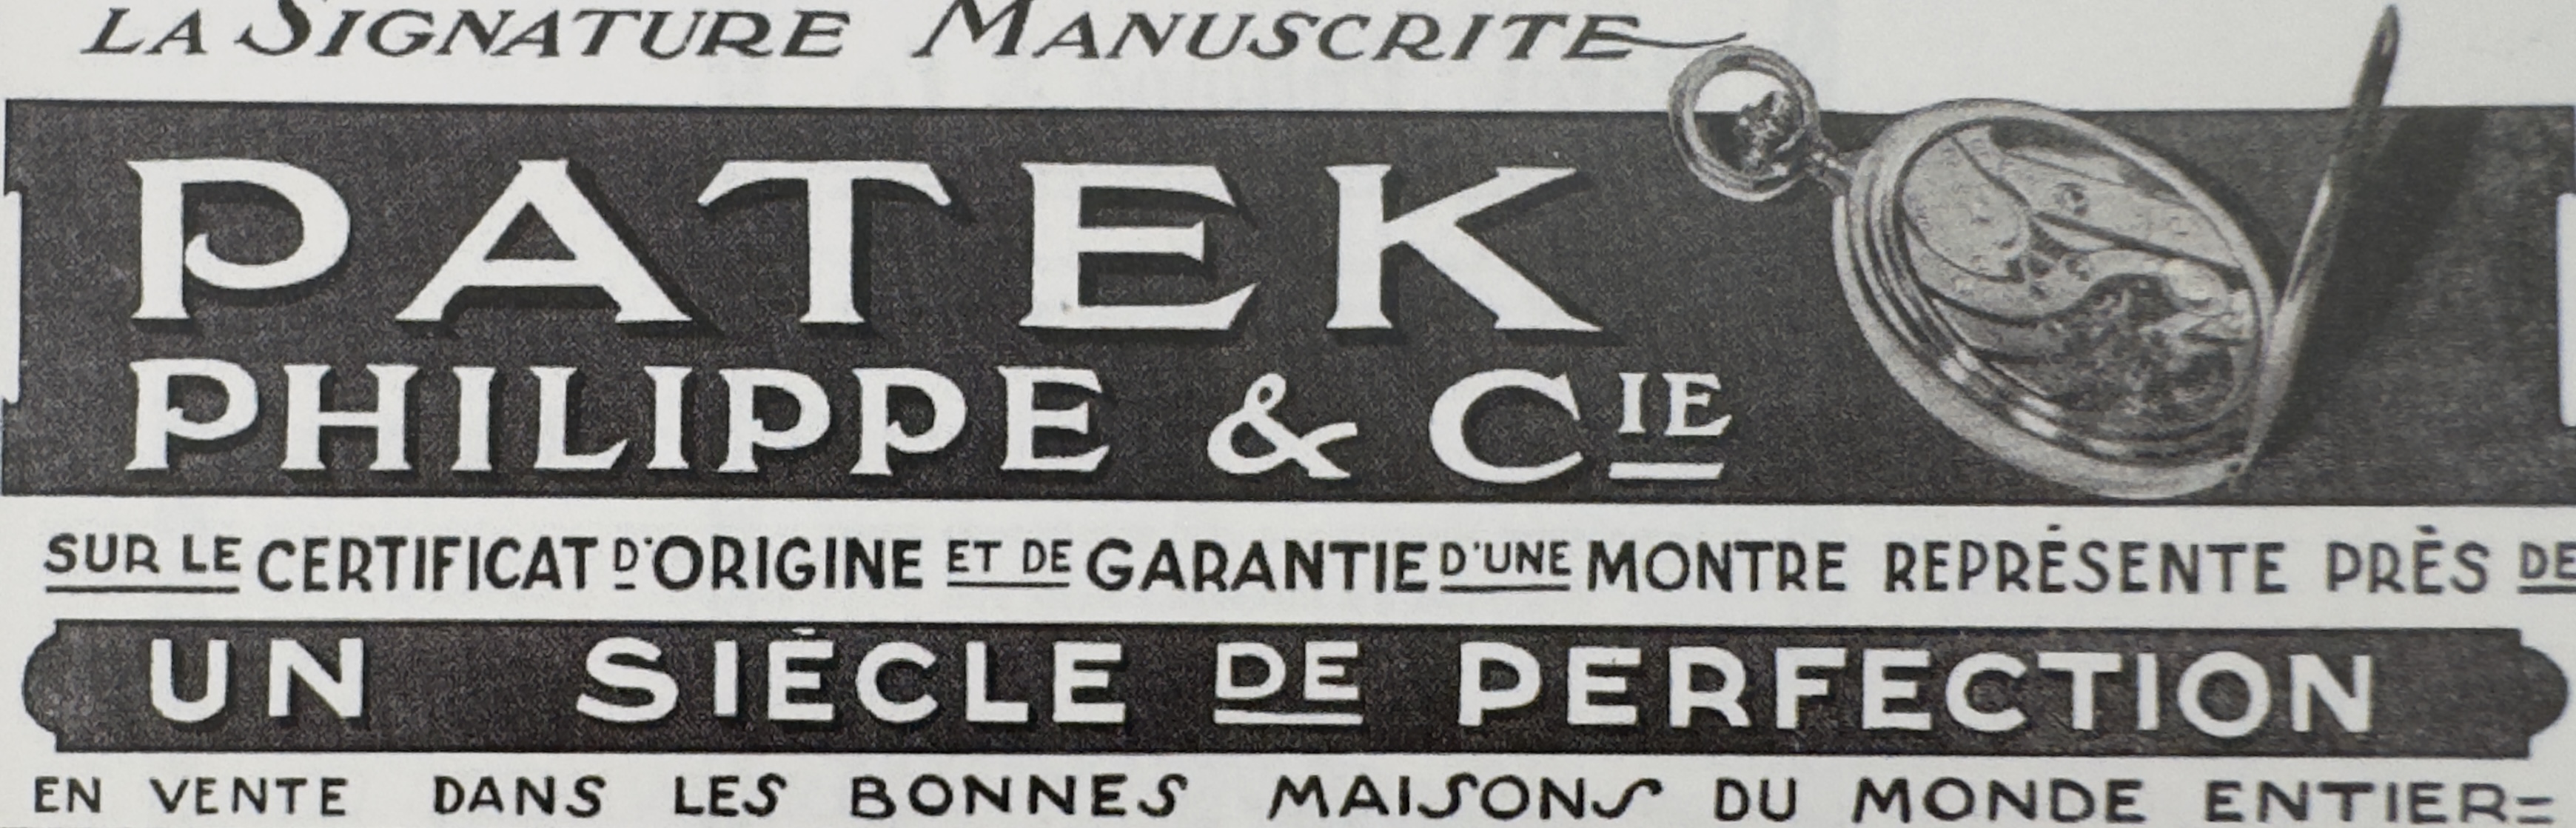 LA SIGNATURE MANUSCRITE
PATEK
PHILIPPE & CIE
SUR LE CERTIFICAT D'ORIGINE ET DE GARANTIE D'UNE MONTRE REPRÉSENTE PRÈS DE
UN SIÈCLE DE PERFECTION
EN VENTE DANS LES BONNES MAISONS DU MONDE ENTIER=